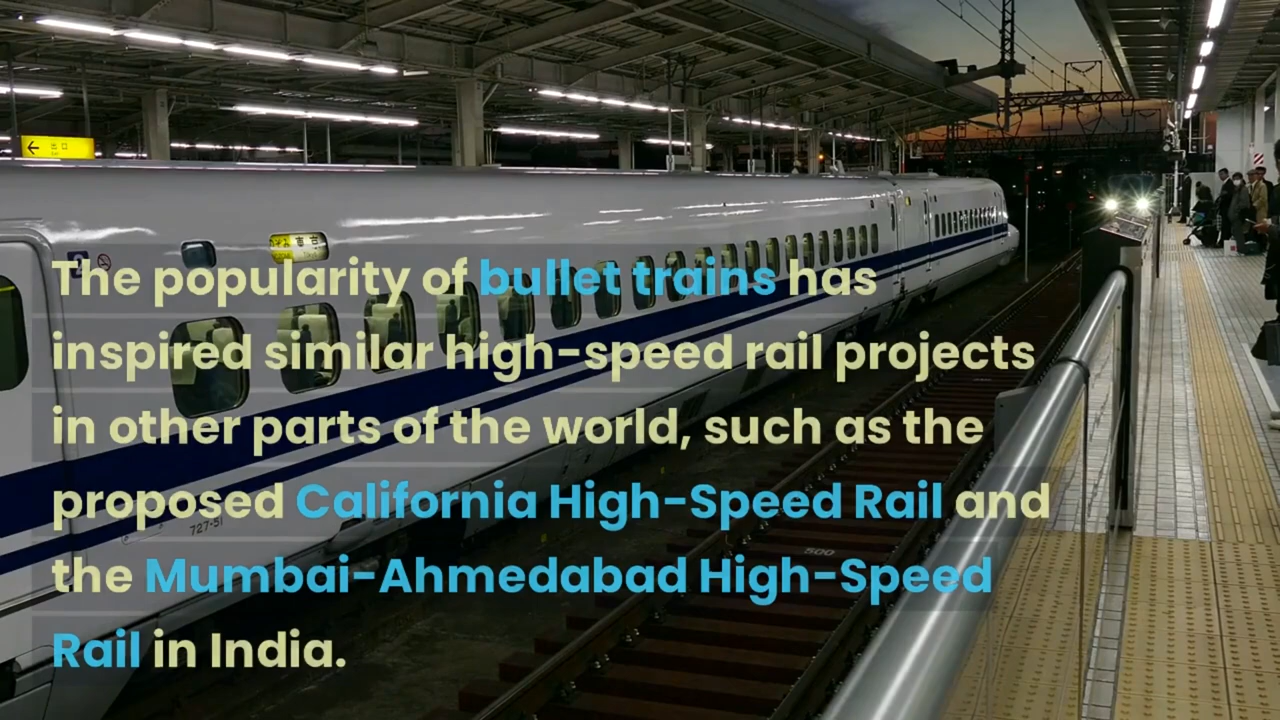 The popularity of bullet trains has
inspired similar high-speed rail projects
in other parts of the world, such as the
proposed California High-Speed Rail and
the Mumbai-Ahmedabad High-Speed
Rail in India.
500